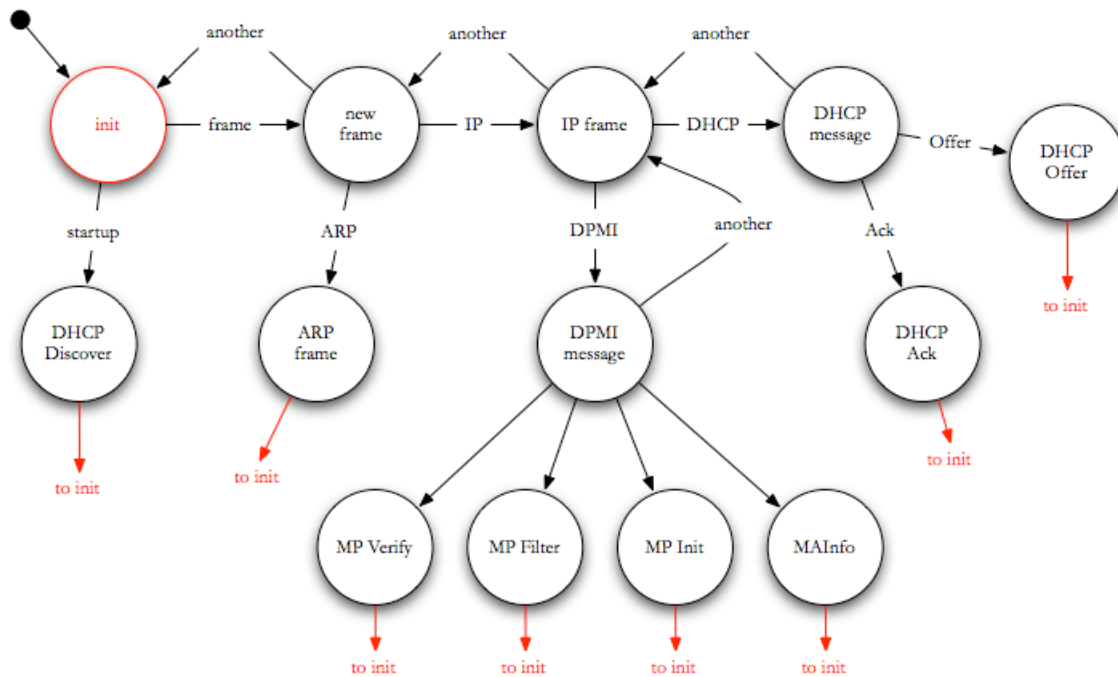 another
another
another
init
frame
new
frame
IP
IP frame
DHCP
DHCP
message
Offer
DHCP
Offer
startup
ARP
DPMI
another
Ack
to init
DHCP
Discover
ARP
frame
DPMI
message
DHCP
Ack
to init
to init
to init
MP Verify
MP Filter
MP Init
MAInfo
to init
to init
to init
to init